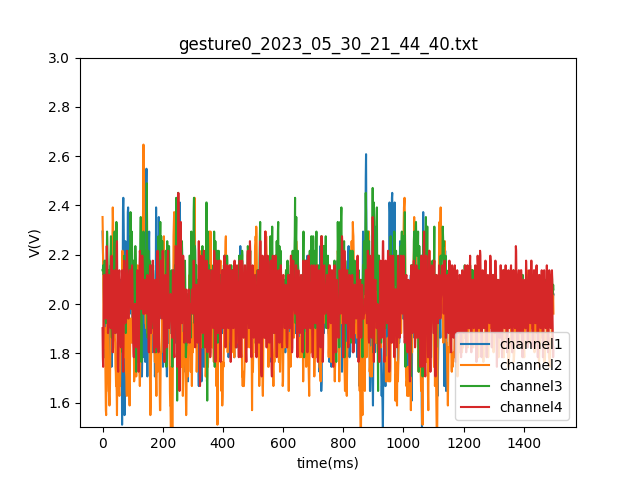 gesture0_2023_05_30_21_44_40.txt
3.0
2.8
2.6
2.4
2.2
2.0
1.8
1.6
V(V)
channel1
channel2
channel3
channel4
0 200 400 600 800 1000 1200 1400
time(ms)